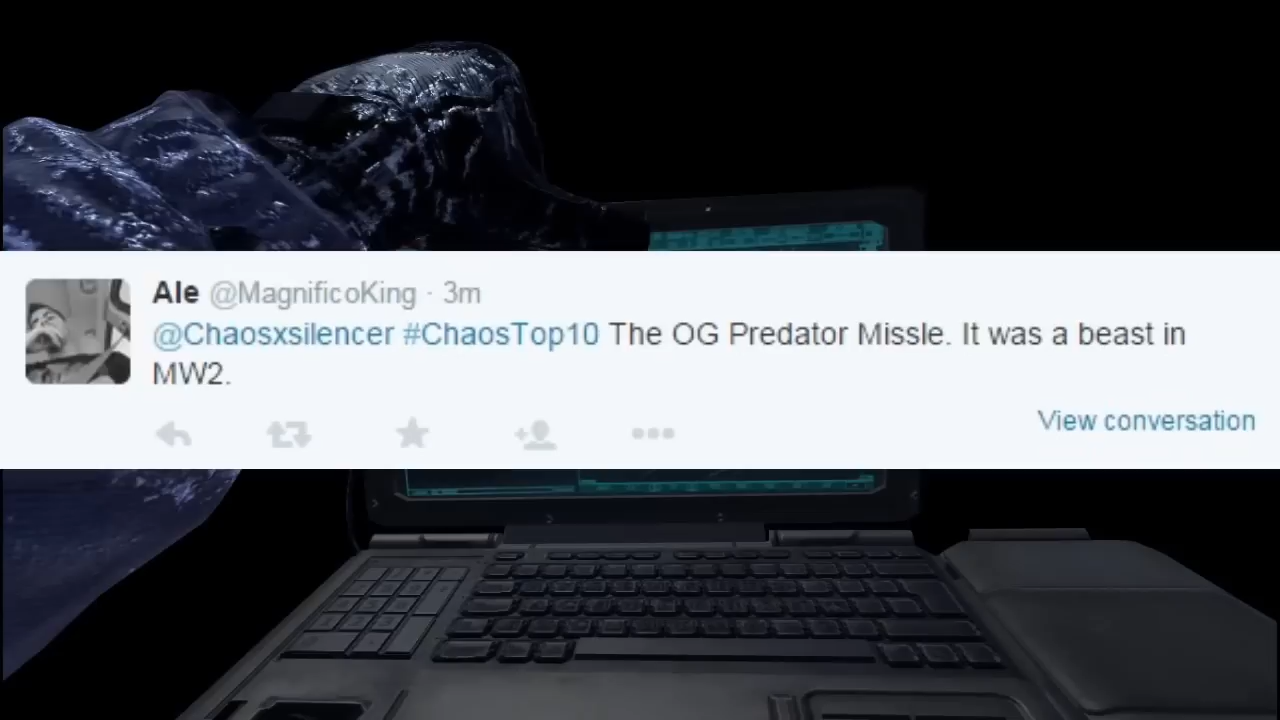 Ale @MagnificoKing · 3m
@Chaosxsilencer #ChaosTop10 The OG Predator Missle. It was a beast in
MW2.
View conversation